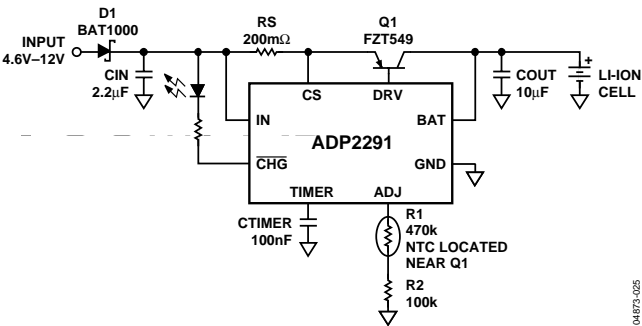 D1
BAT1000
INPUT
4.6V–12V
CIN
2.2μF
RS
200mΩ
Q1
FZT549
CS
DRV
IN
BAT
ADP2291
CHG
GND
TIMER
ADJ
COUT
10μF
LI-ION
CELL
+
CTIMER
100nF
R1
470k
NTC LOCATED
NEAR Q1
R2
100k
04873-025